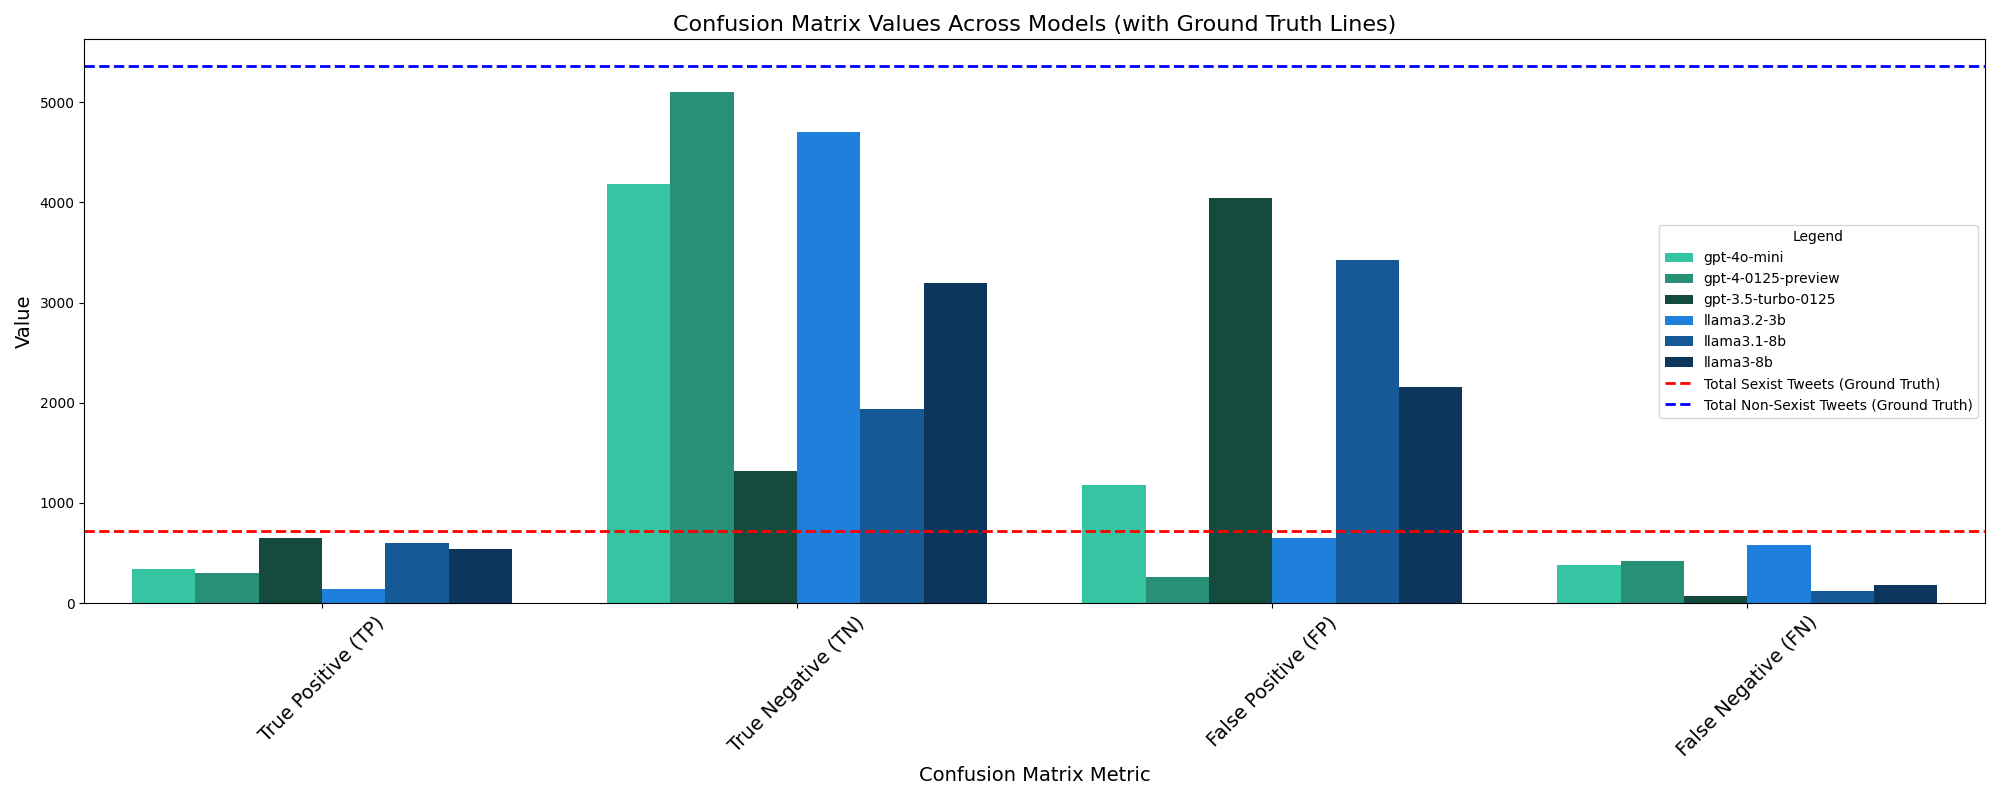 Confusion Matrix Values Across Models (with Ground Truth Lines)
Value
5000
4000
3000
2000
1000
0
Legend
gpt-4o-mini
gpt-4-0125-preview
gpt-3.5-turbo-0125
llama3.2-3b
llama3.1-8b
llama3-8b
Total Sexist Tweets (Ground Truth)
Total Non-Sexist Tweets (Ground Truth)
True Positive (TP)
True Negative (TN)
False Positive (FP)
False Negative (FN)
Confusion Matrix Metric